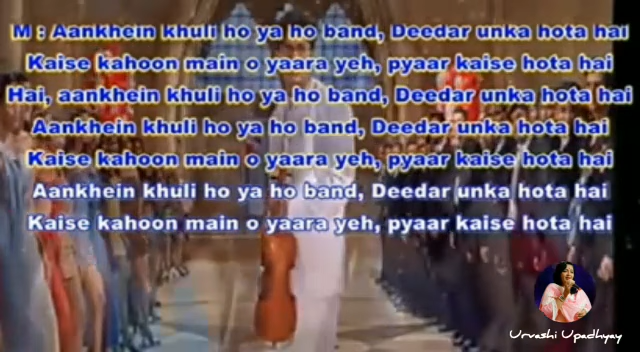 M : Aankhein khuli ho ya ho band, Deedar unka hota hai
Kaise kahoon main o yaara yeh, pyaar kaise hota hai
Hai, aankhein khuli ho ya ho band, Deedar unka hota hai
Aankhein khuli ho ya ho band, Deedar unka hota hai
Kaise kahoon main o yaara yeh, pyaar kaise hota hai
Aankhein khuli ho ya ho band, Deedar unka hota hai
Kaise kahoon main o yaara yeh, pyaar kaise hota hai
Urvashi Upadhyay